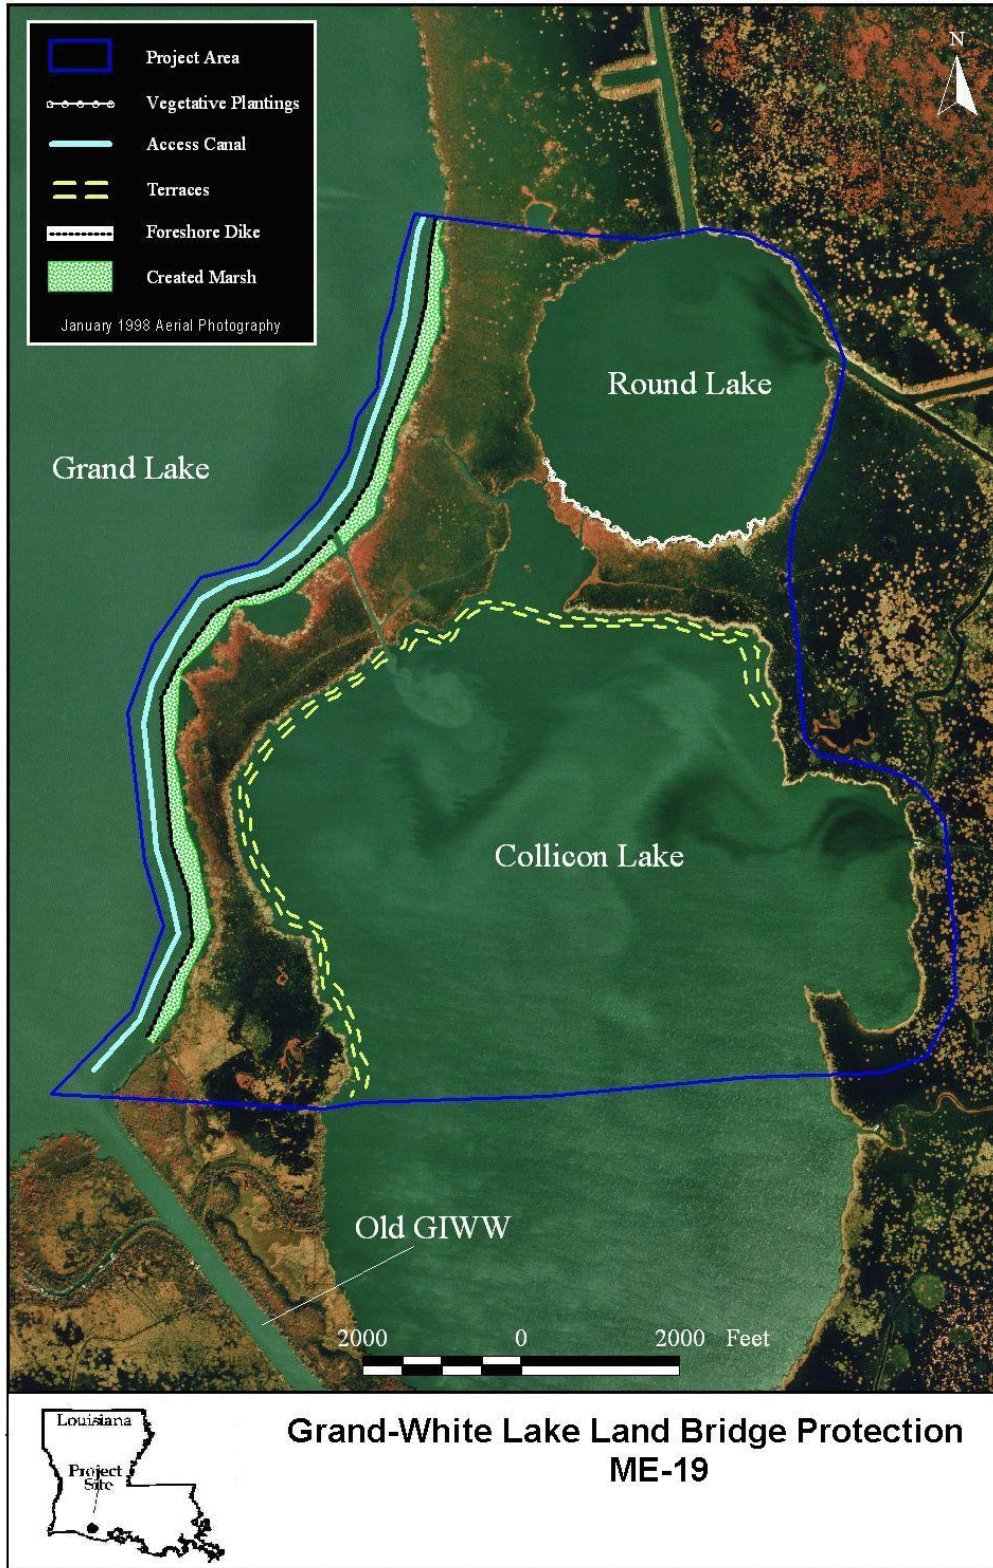 Project Area
Vegetative Plantings
Access Canal
Terraces
Foreshore Dike
Created Marsh
January 1998 Aerial Photography
N
Round Lake
Grand Lake
Collicon Lake
Old GIWW
2000 0 2000 Feet
Louisiana
Project
Site
Grand-White Lake Land Bridge Protection
ME-19